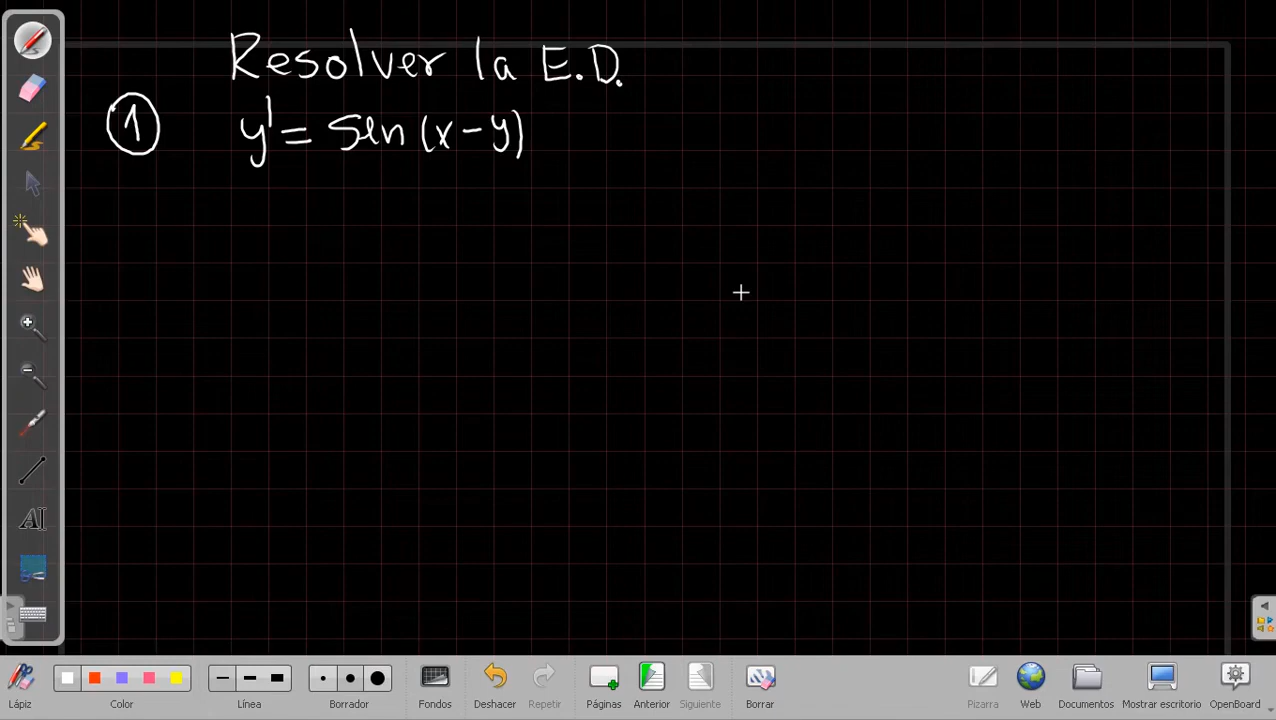 Resolver la E.D.
① y' = sen (x-y)
AI
Lápiz
Color
Línea
Borrador
Fondos
Deshacer
Repetir
Páginas
Anterior
Siguiente
Borrar
Pizarra
Web
Documentos
Mostrar escritorio
OpenBoard